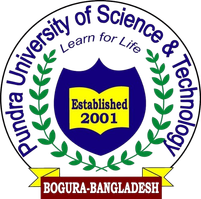 Pundra University of Science & Technology
Learn for Life
Established
2001
BOGURA-BANGLADESH